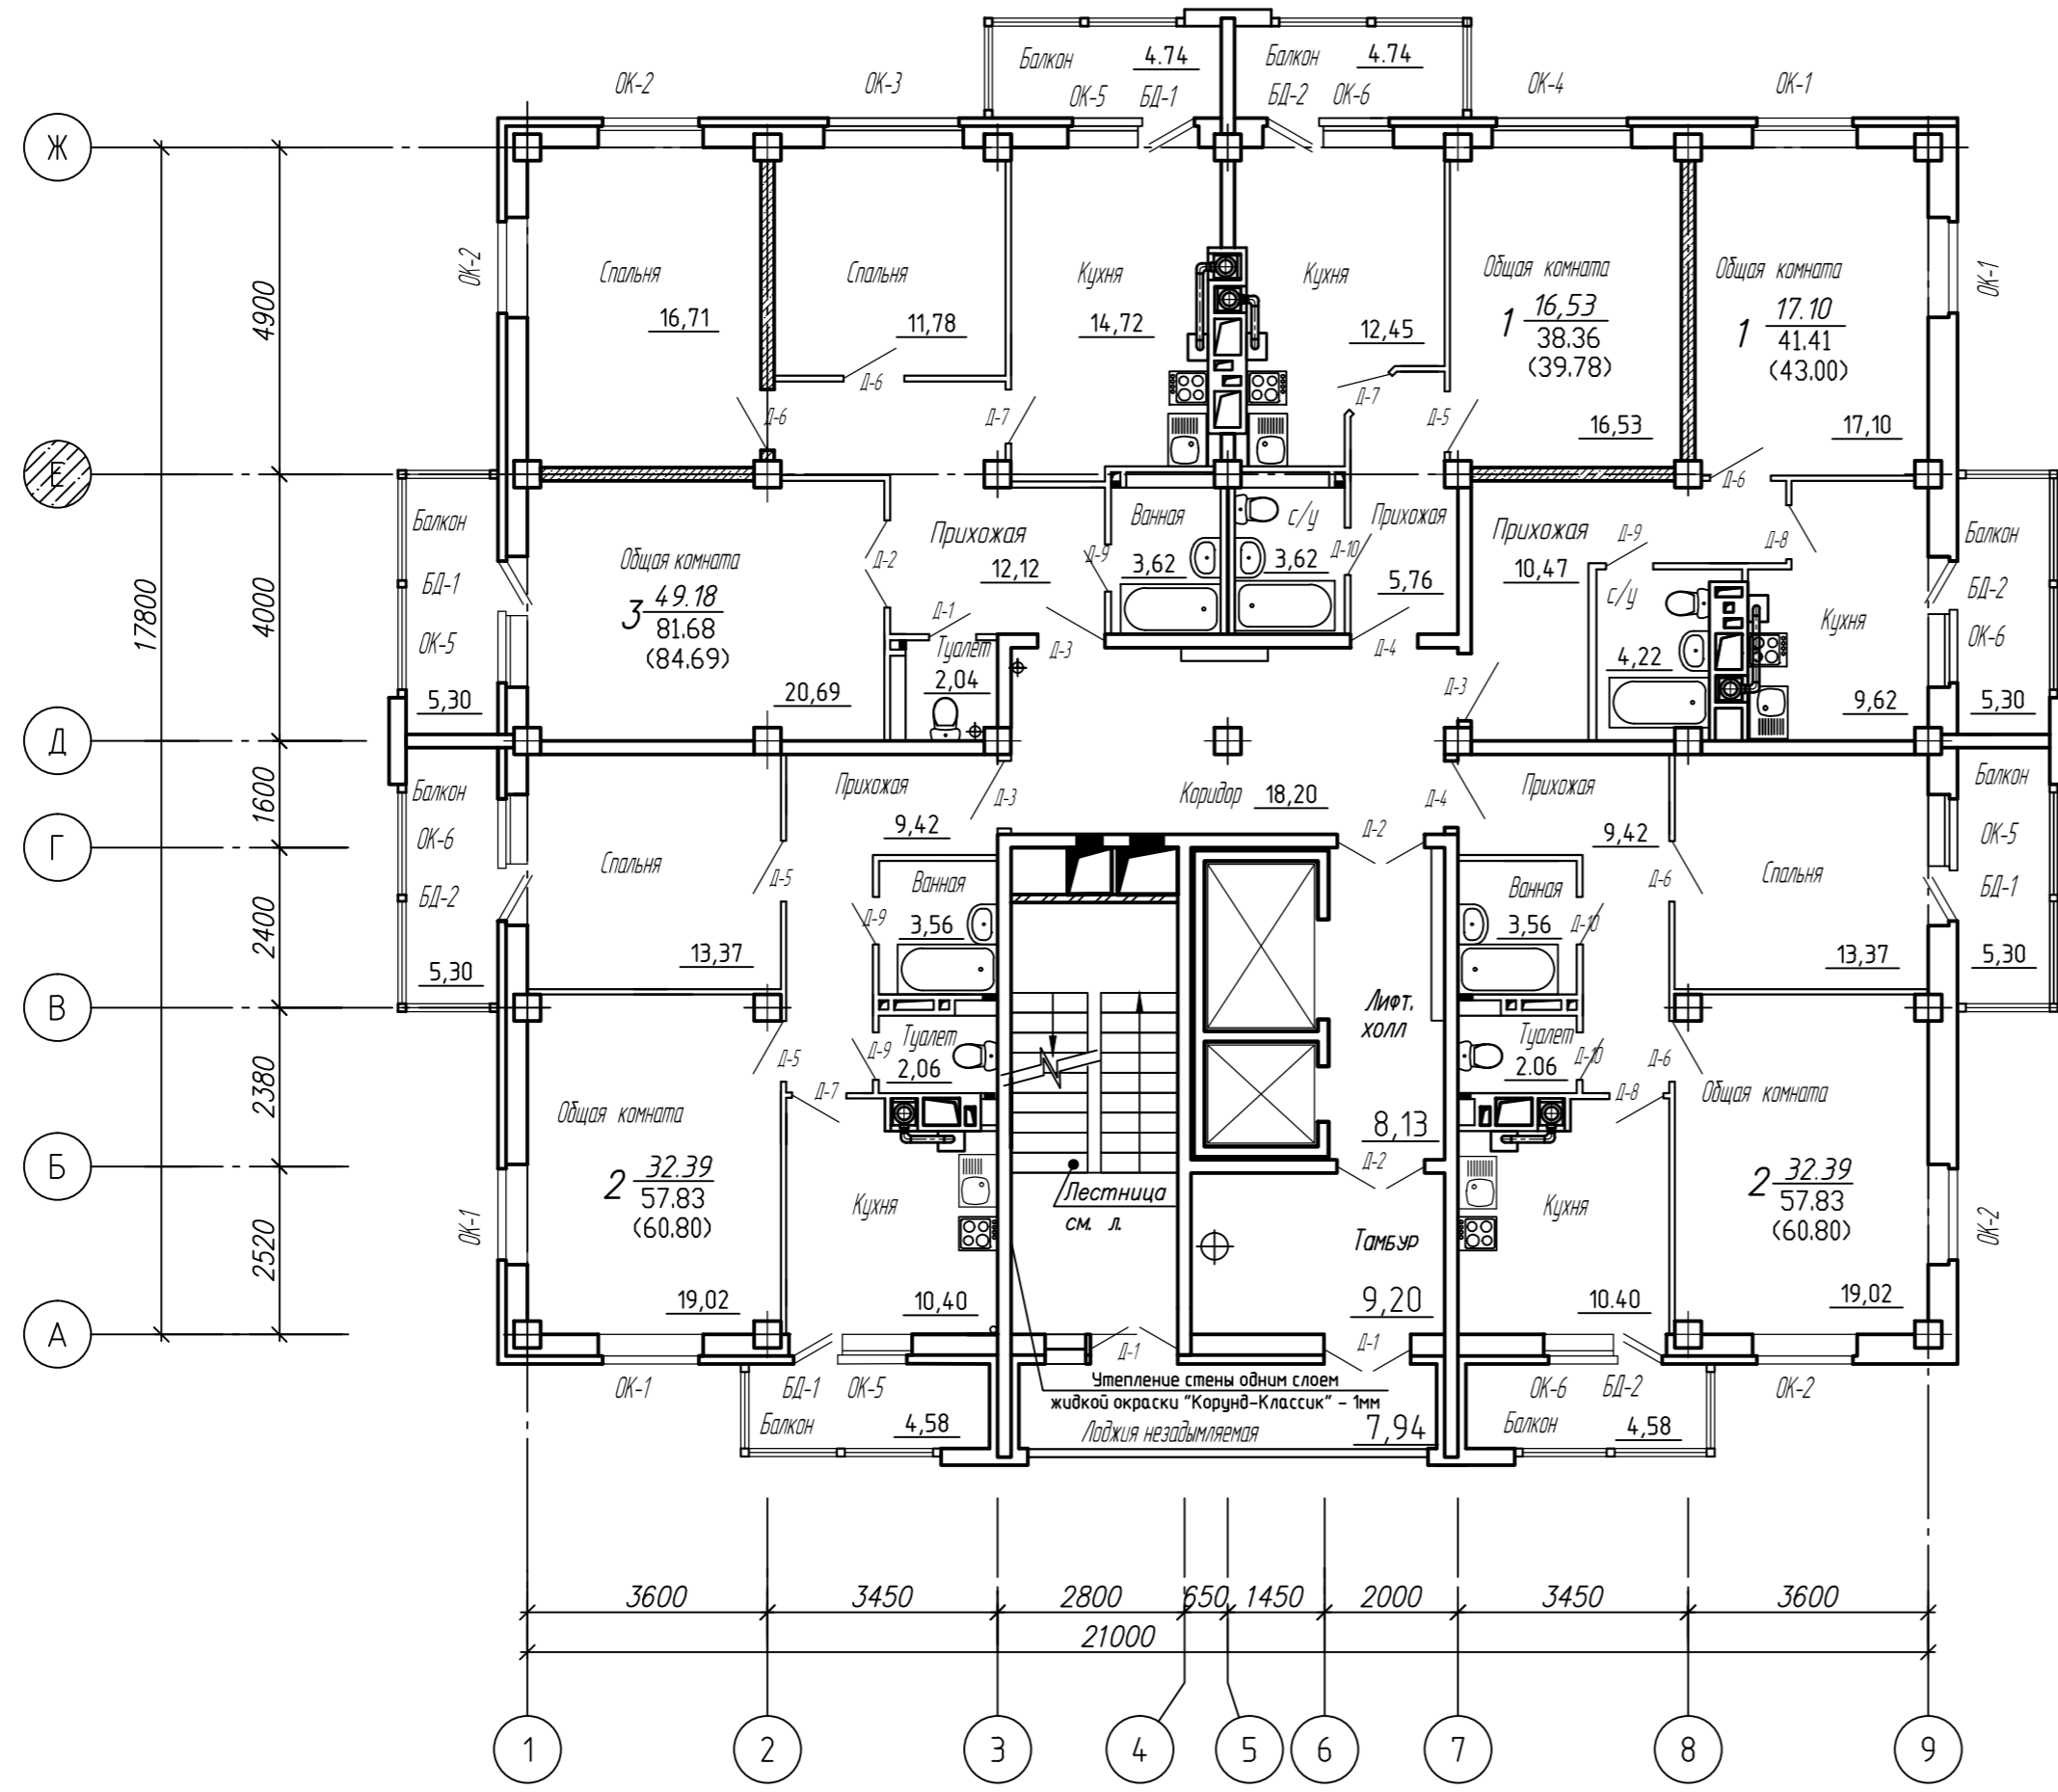 Балкон 4.74 Балкон 4.74
ОК-2 ОК-3 ОК-5 БД-1 БД-2 ОК-6 ОК-4 ОК-1
Ж
ОК-2
Спальня
16,71
Спальня
11,78
Д-6
Д-6
Кухня
14,72
Д-7
Кухня
12,45
Д-7
Д-5
Общая комната
1 16,53
38.36
(39.78)
16,53
Общая комната
1 17.10
41.41
(43.00)
17,10
ОК-1
4900
17800
Е
Балкон
БД-1
ОК-5
5,30
Общая комната
3 49.18
81.68
(84.69)
20,69
Д-2
Прихожая
12,12
Д-1
Туалет
2,04
Д-9
Ванная
3,62
Д-3
с/у
3,62
Д-10
Прихожая
5,76
Д-4
Прихожая
10,47
Д-9
Д-6
Д-8
с/у
4,22
Д-3
Кухня
9,62
Балкон
БД-2
ОК-6
5,30
4000
Д
Балкон
ОК-6
БД-2
5,30
Прихожая
9,42
Д-3
Коридор 18,20
Д-4
Прихожая
9,42
Балкон
ОК-5
БД-1
5,30
1600
Г
Спальня
13,37
Д-5
Ванная
3,56
Д-9
Д-2
Ванная
3,56
Д-10
Д-6
Спальня
13,37
2400
В
Лифт.
холл
8,13
Д-2
Д-5
Д-9
Туалет
2,06
Д-7
Туалет
2.06
Д-10
Д-6
Д-8
2380
Б
Общая комната
2 32.39
57.83
(60.80)
19,02
ОК-1
Кухня
10,40
Лестница
см. л.
Тамбур
9,20
Д-1
Д-1
Кухня
10.40
Общая комната
2 32.39
57.83
(60.80)
19,02
ОК-2
2520
А
ОК-1 БД-1 ОК-5
Балкон 4,58
Утепление стены одним слоем
жидкой окраски "Корунд-Классик" - 1мм
Лоджия незадымляемая 7,94
ОК-6 БД-2 ОК-2
Балкон 4,58
3600 3450 2800 650 1450 2000 3450 3600
21000
1 2 3 4 5 6 7 8 9